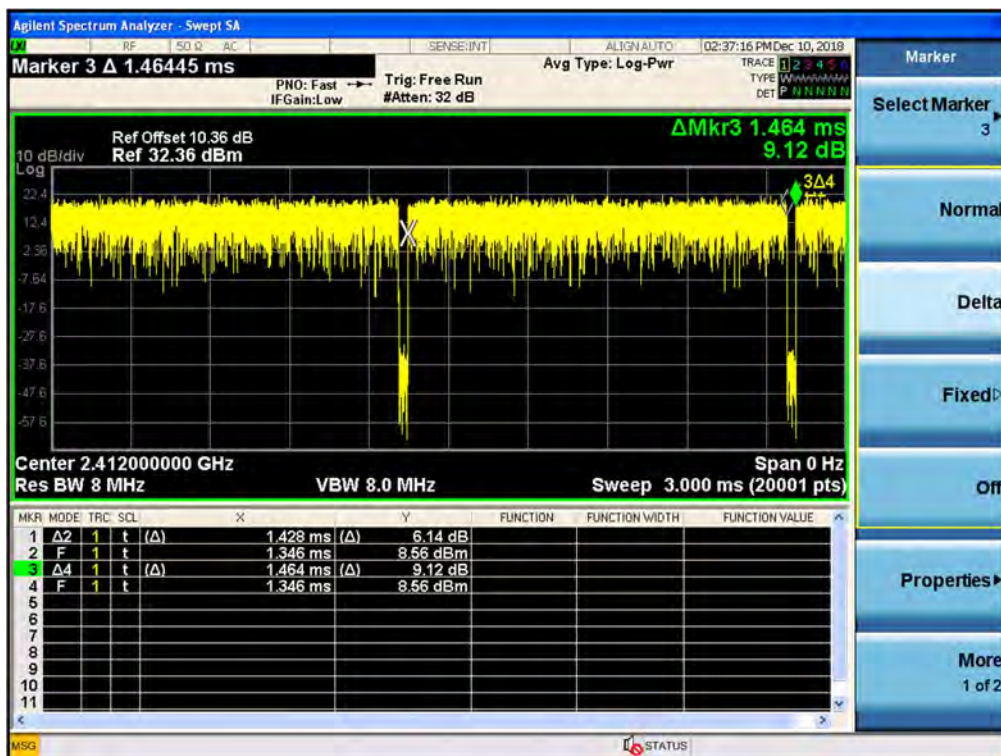 Agilent Spectrum Analyzer - Swept SA
RF 50 Ω AC SENSE:INT ALIGN AUTO 02:37:16 PM Dec 10, 2018
Marker 3 Δ 1.46445 ms
PNO: Fast
IFGain:Low
Trig: Free Run
#Atten: 32 dB
Avg Type: Log-Pwr
TRACE 1 2 3 4 5 6
TYPE
DET P N N N N N
ΔMkr3 1.464 ms
9.12 dB
Ref Offset 10.36 dB
10 dB/div Ref 32.36 dBm
Log
22.4
12.4
2.36
-7.64
-17.6
-27.6
-37.6
-47.6
-57.6
3Δ4
X
Center 2.412000000 GHz Span 0 Hz
Res BW 8 MHz VBW 8.0 MHz Sweep 3.000 ms (20001 pts)
MKR MODE TRC SCL X Y FUNCTION FUNCTION WIDTH FUNCTION VALUE
1 Δ2 1 t (Δ) 1.428 ms (Δ) 6.14 dB
2 F 1 t 1.346 ms 8.56 dBm
3 Δ4 1 t (Δ) 1.464 ms (Δ) 9.12 dB
4 F 1 t 1.346 ms 8.56 dBm
5
6
7
8
9
10
11
MSG STATUS
Marker
Select Marker
3
Normal
Delta
Fixed
Off
Properties
More
1 of 2